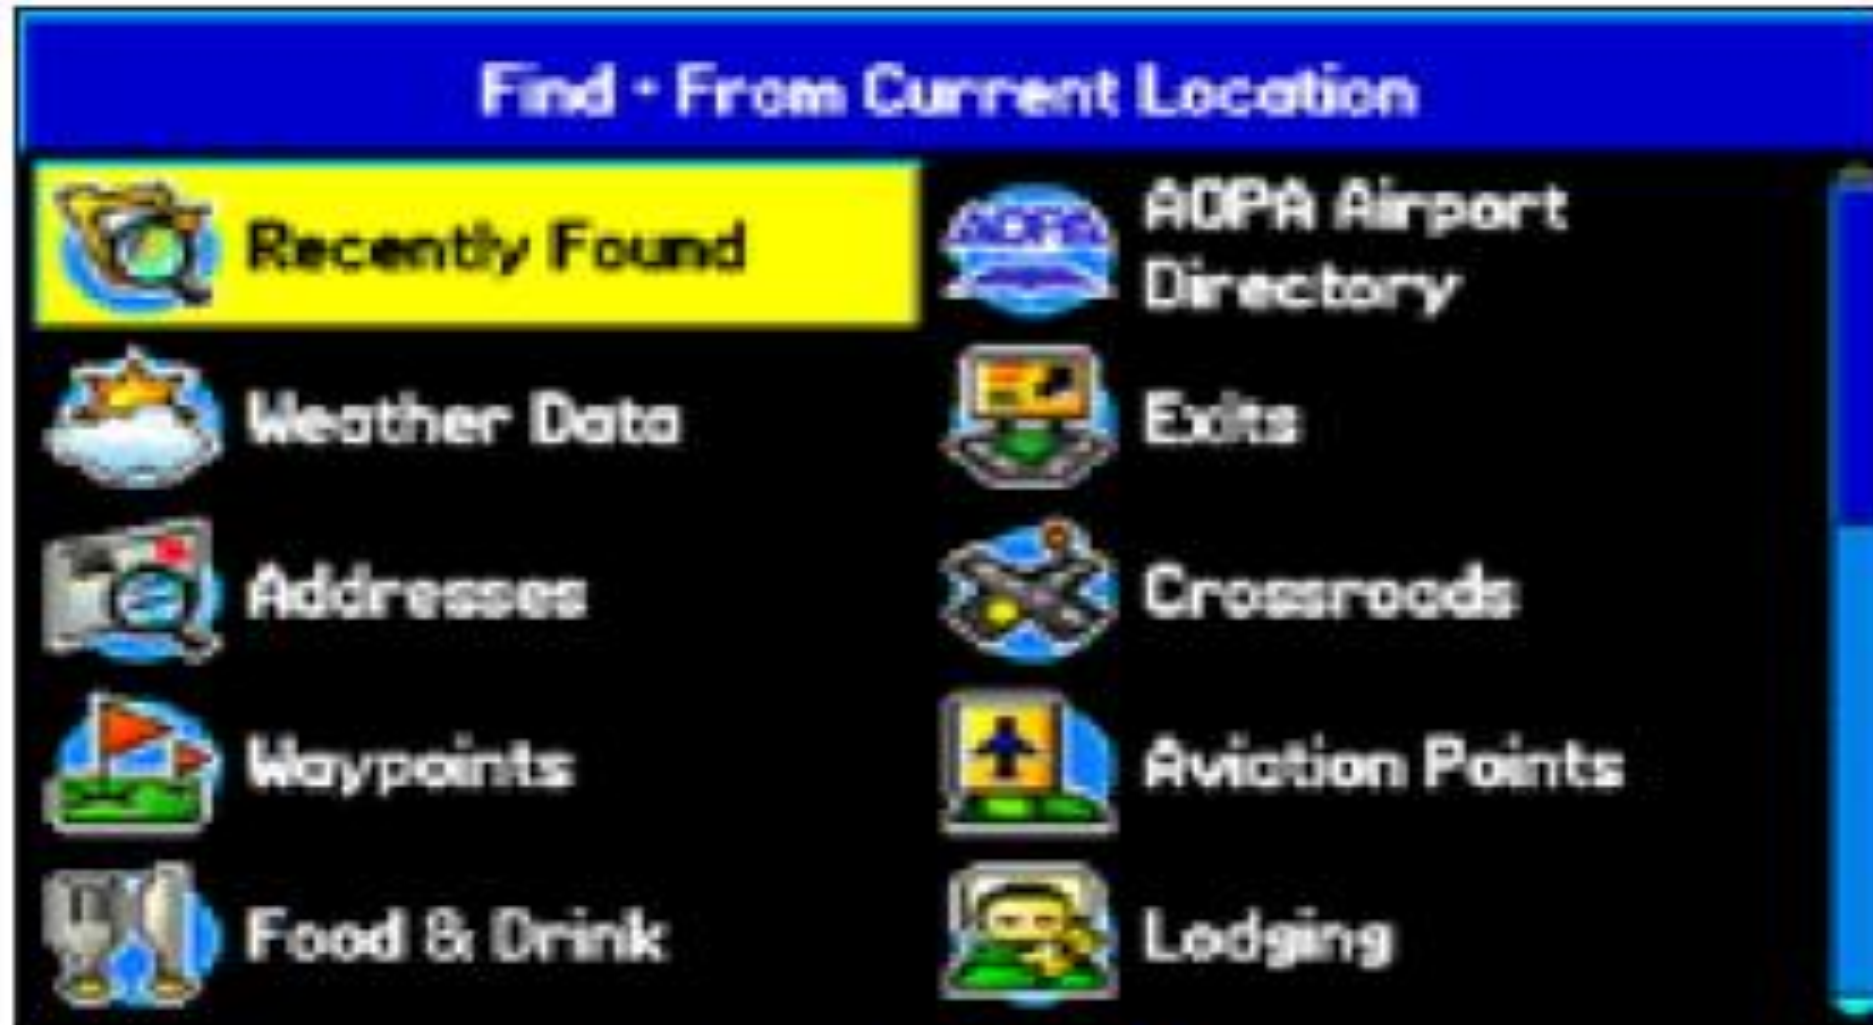 Find - From Current Location
Recently Found
AOPA Airport
Directory
AOPA
Weather Data
Exits
Addresses
Crossroads
Waypoints
Aviation Points
Food & Drink
Lodging